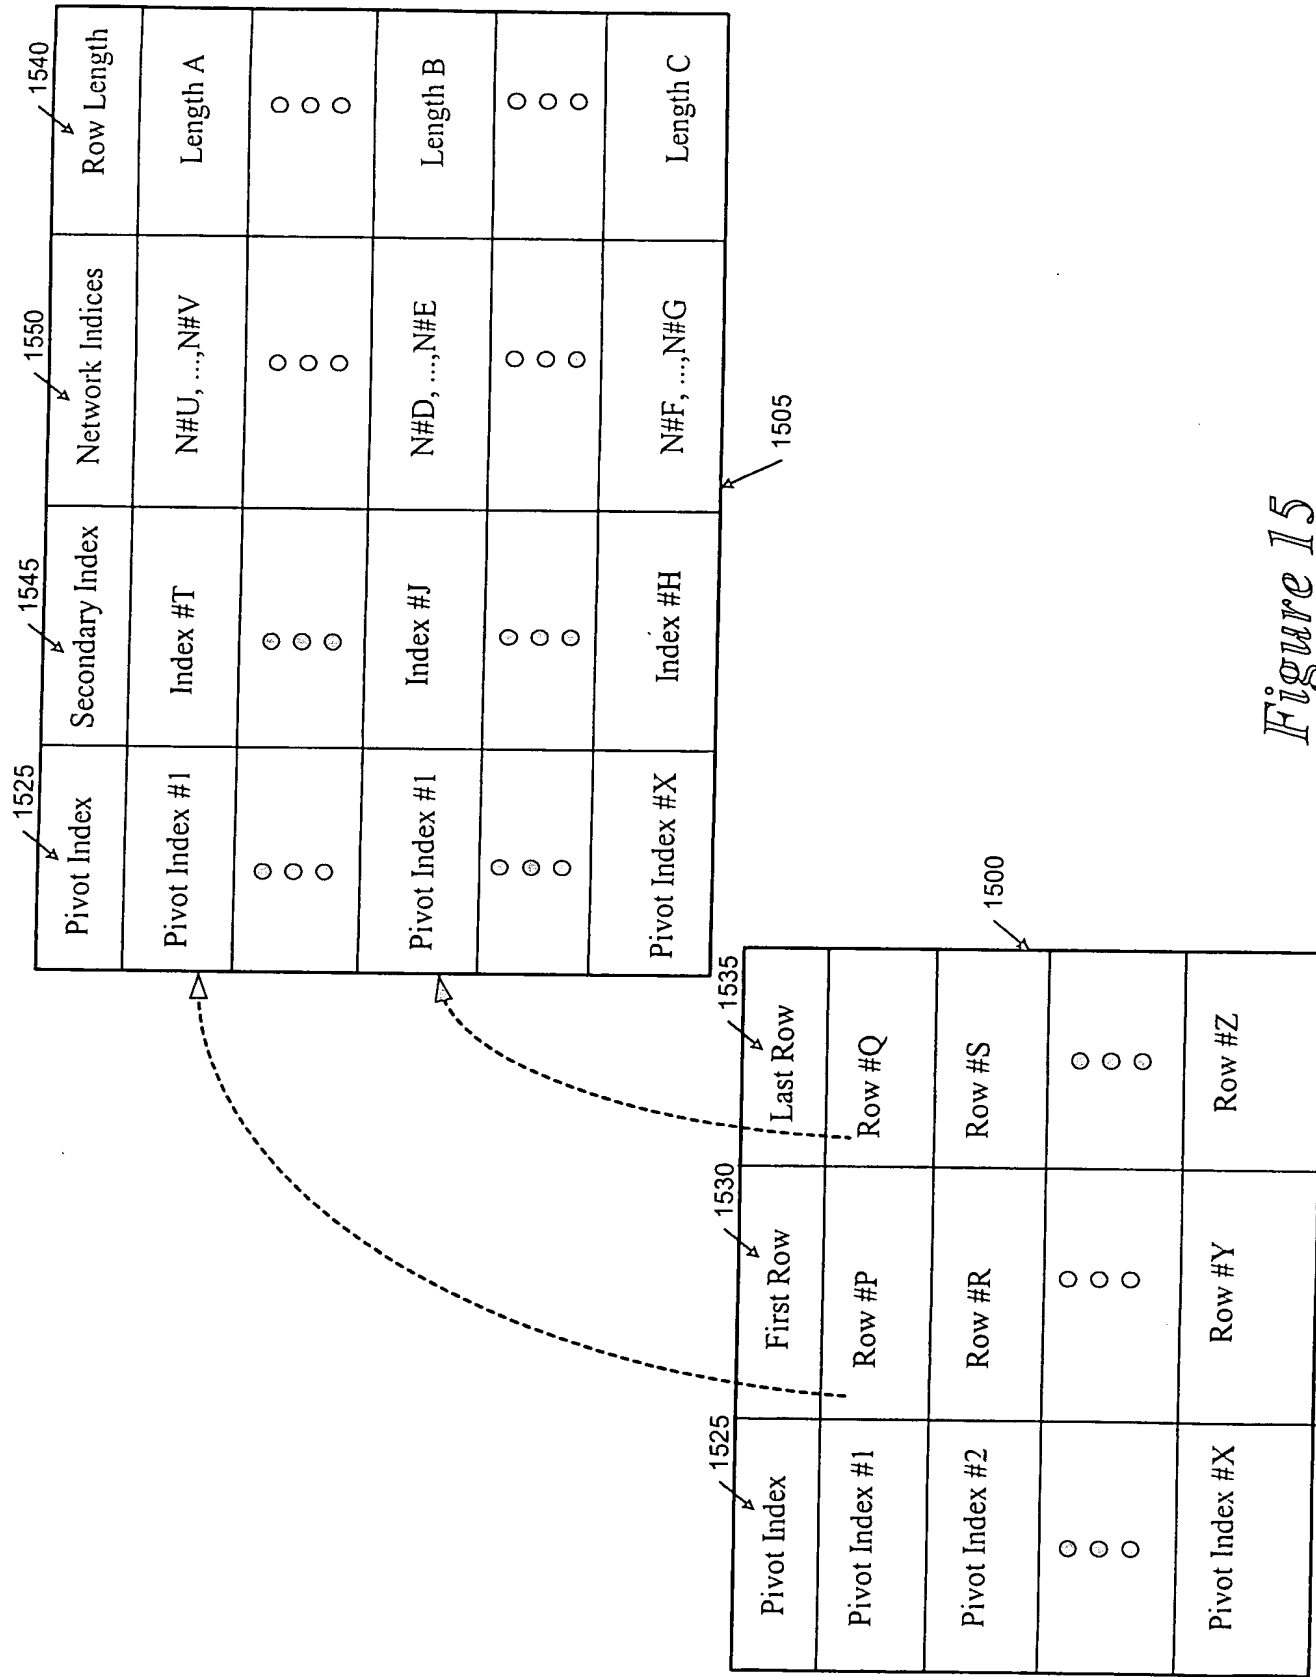 1525 1545 1550 1540
Pivot Index Secondary Index Network Indices Row Length
Pivot Index #1 Index #T N#U, ...,N#V Length A
Pivot Index #1 Index #J N#D, ...,N#E Length B
Pivot Index #X Index #H N#F, ...,N#G Length C
1505
1525 1530 1535
Pivot Index First Row Last Row
1500
Pivot Index #1 Row #P Row #Q
Pivot Index #2 Row #R Row #S
Pivot Index #X Row #Y Row #Z
Figure 15